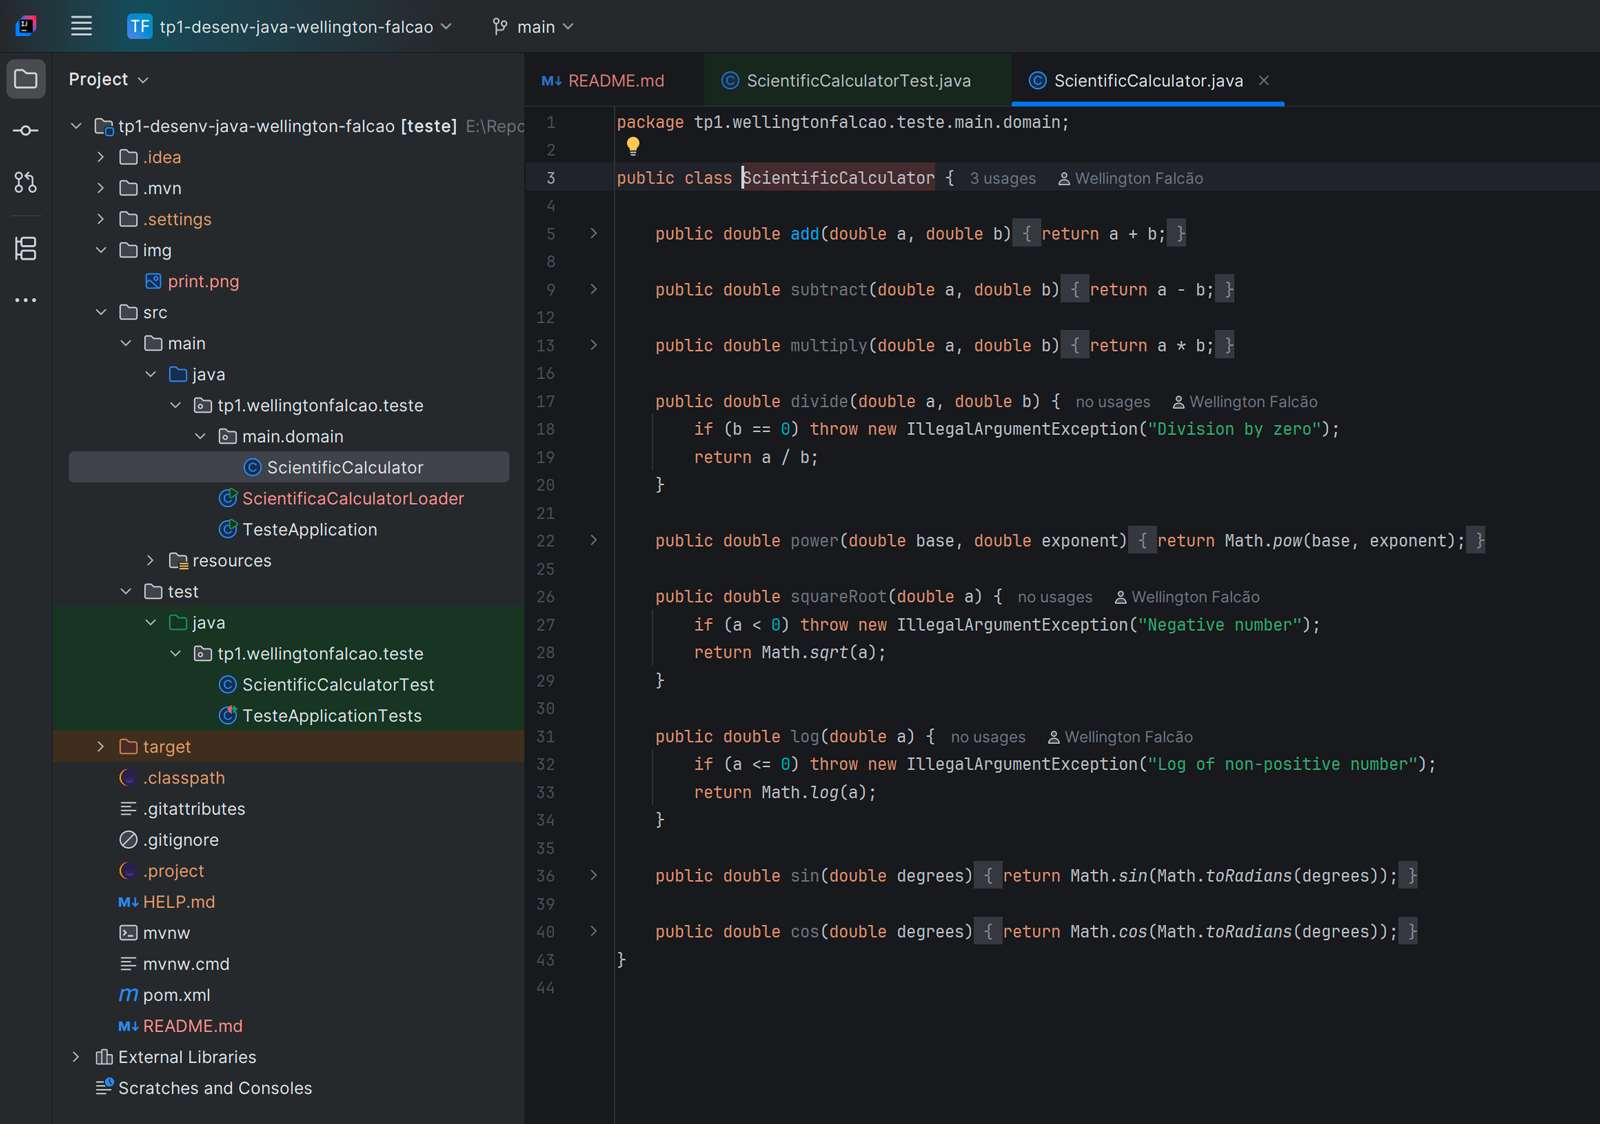 TF tp1-desenv-java-wellington-falcao main
Project
tp1-desenv-java-wellington-falcao [teste] E:\Repo
.idea
.mvn
.settings
img
print.png
src
main
java
tp1.wellingtonfalcao.teste
main.domain
ScientificCalculator
ScientificaCalculatorLoader
TesteApplication
resources
test
java
tp1.wellingtonfalcao.teste
ScientificCalculatorTest
TesteApplicationTests
target
.classpath
.gitattributes
.gitignore
.project
M↓ HELP.md
mvnw
mvnw.cmd
m pom.xml
M↓ README.md
External Libraries
Scratches and Consoles
M↓ README.md ScientificCalculatorTest.java ScientificCalculator.java
1 package tp1.wellingtonfalcao.teste.main.domain;
2
3 public class ScientificCalculator { 3 usages Wellington Falcão
4
5 public double add(double a, double b) { return a + b; }
8
9 public double subtract(double a, double b) { return a - b; }
12
13 public double multiply(double a, double b) { return a * b; }
16
17 public double divide(double a, double b) { no usages Wellington Falcão
18 if (b == 0) throw new IllegalArgumentException("Division by zero");
19 return a / b;
20 }
21
22 public double power(double base, double exponent) { return Math.pow(base, exponent); }
25
26 public double squareRoot(double a) { no usages Wellington Falcão
27 if (a < 0) throw new IllegalArgumentException("Negative number");
28 return Math.sqrt(a);
29 }
30
31 public double log(double a) { no usages Wellington Falcão
32 if (a <= 0) throw new IllegalArgumentException("Log of non-positive number");
33 return Math.log(a);
34 }
35
36 public double sin(double degrees) { return Math.sin(Math.toRadians(degrees)); }
39
40 public double cos(double degrees) { return Math.cos(Math.toRadians(degrees)); }
43 }
44